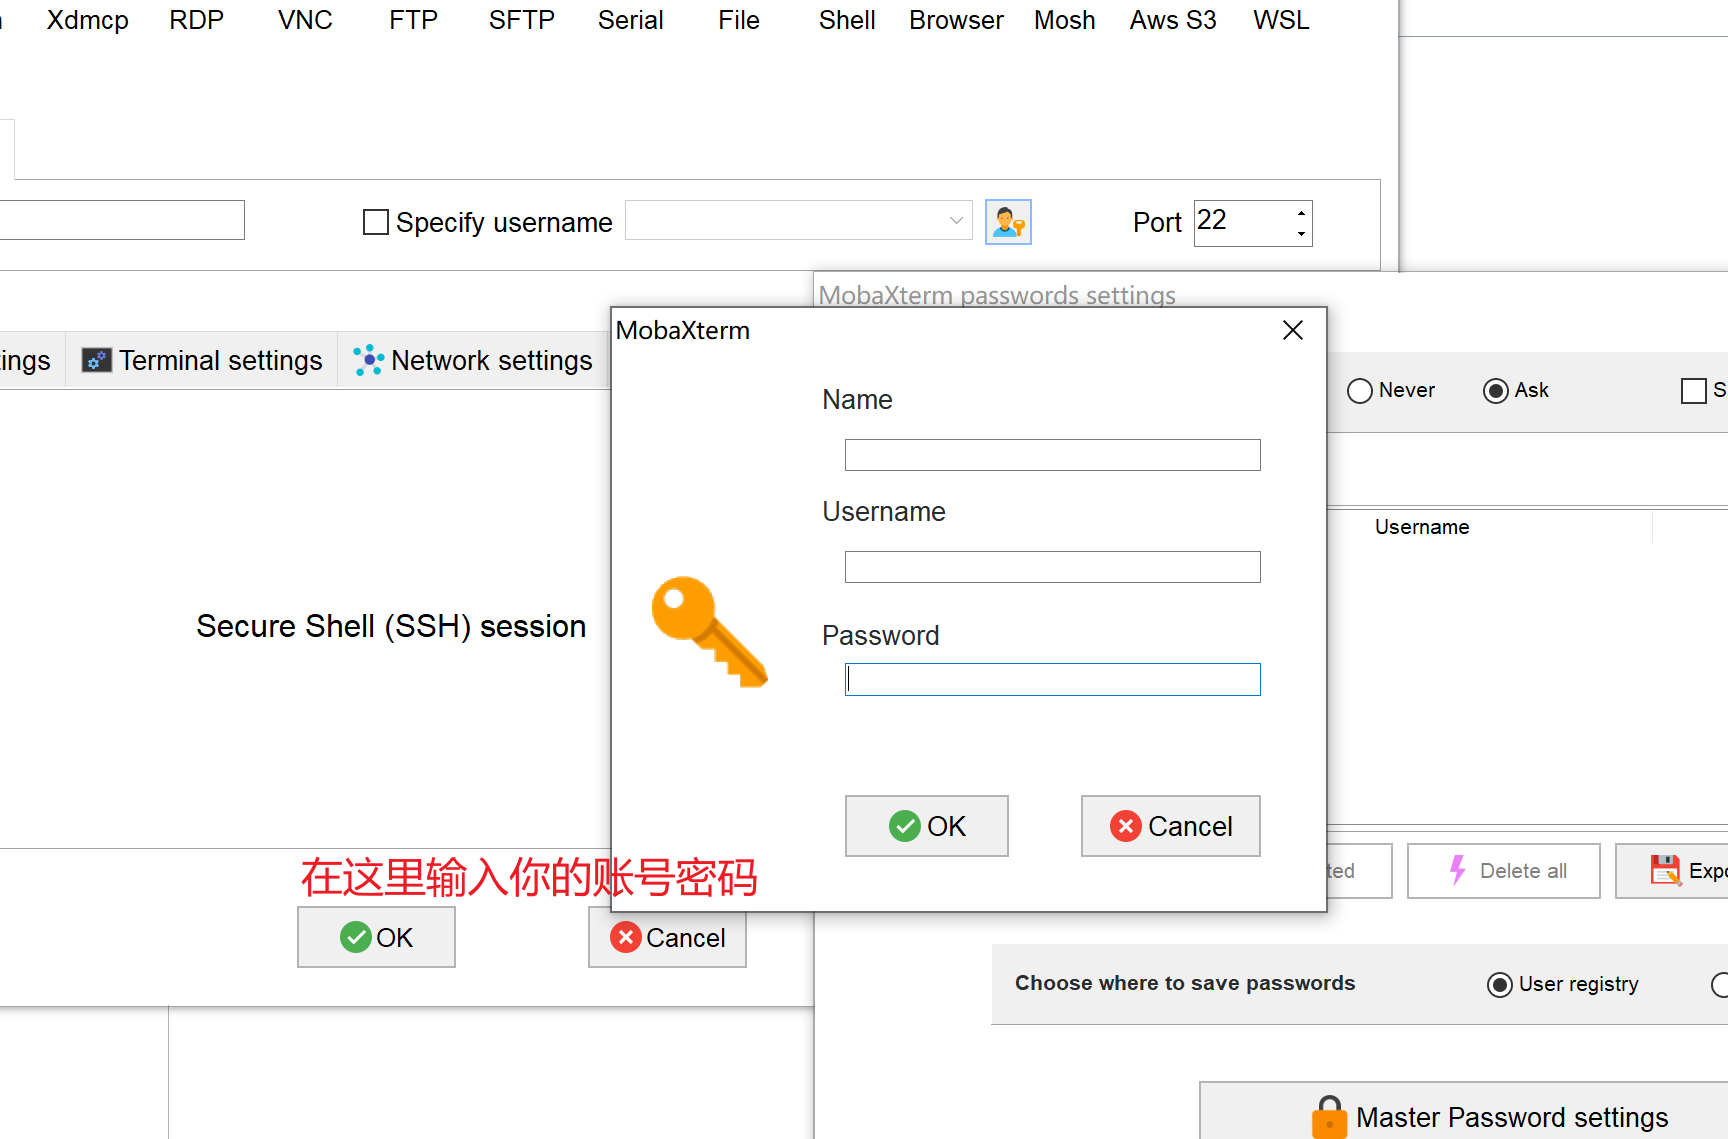 Xdmcp RDP VNC FTP SFTP Serial File Shell Browser Mosh Aws S3 WSL
Specify username
Port 22
MobaXterm passwords settings
MobaXterm
Terminal settings
Network settings
Name
Never
Ask
Username
Username
Secure Shell (SSH) session
Password
OK
Cancel
在这里输入你的账号密码
Delete all
OK
Cancel
Choose where to save passwords
User registry
Master Password settings